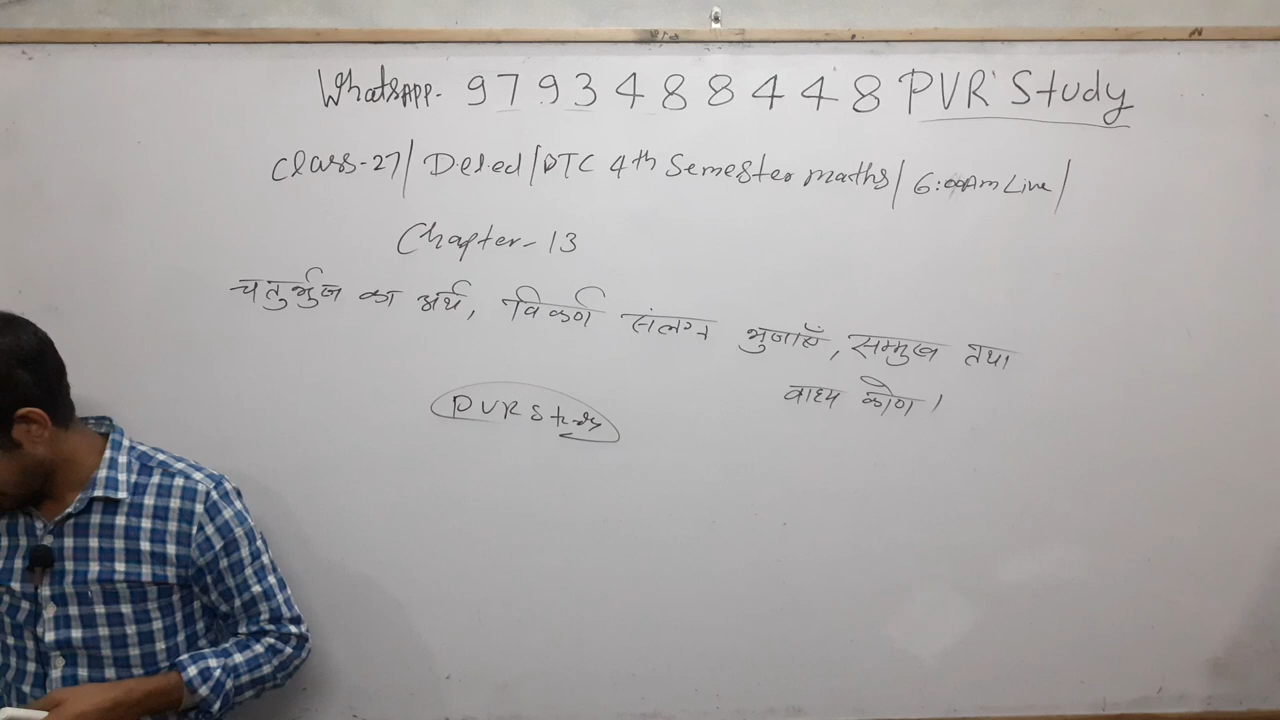 WhatsAPP. 9793488448 PVR Study
Class-27/ D.el.ed/BTC 4th Semester maths/ 6:00Am Live/
Chapter-13
चतुर्भुज का अर्थ, विकर्ण संलग्न भुजाएँ, सम्मुख तथा
वाह्य कोण।
PVR Study